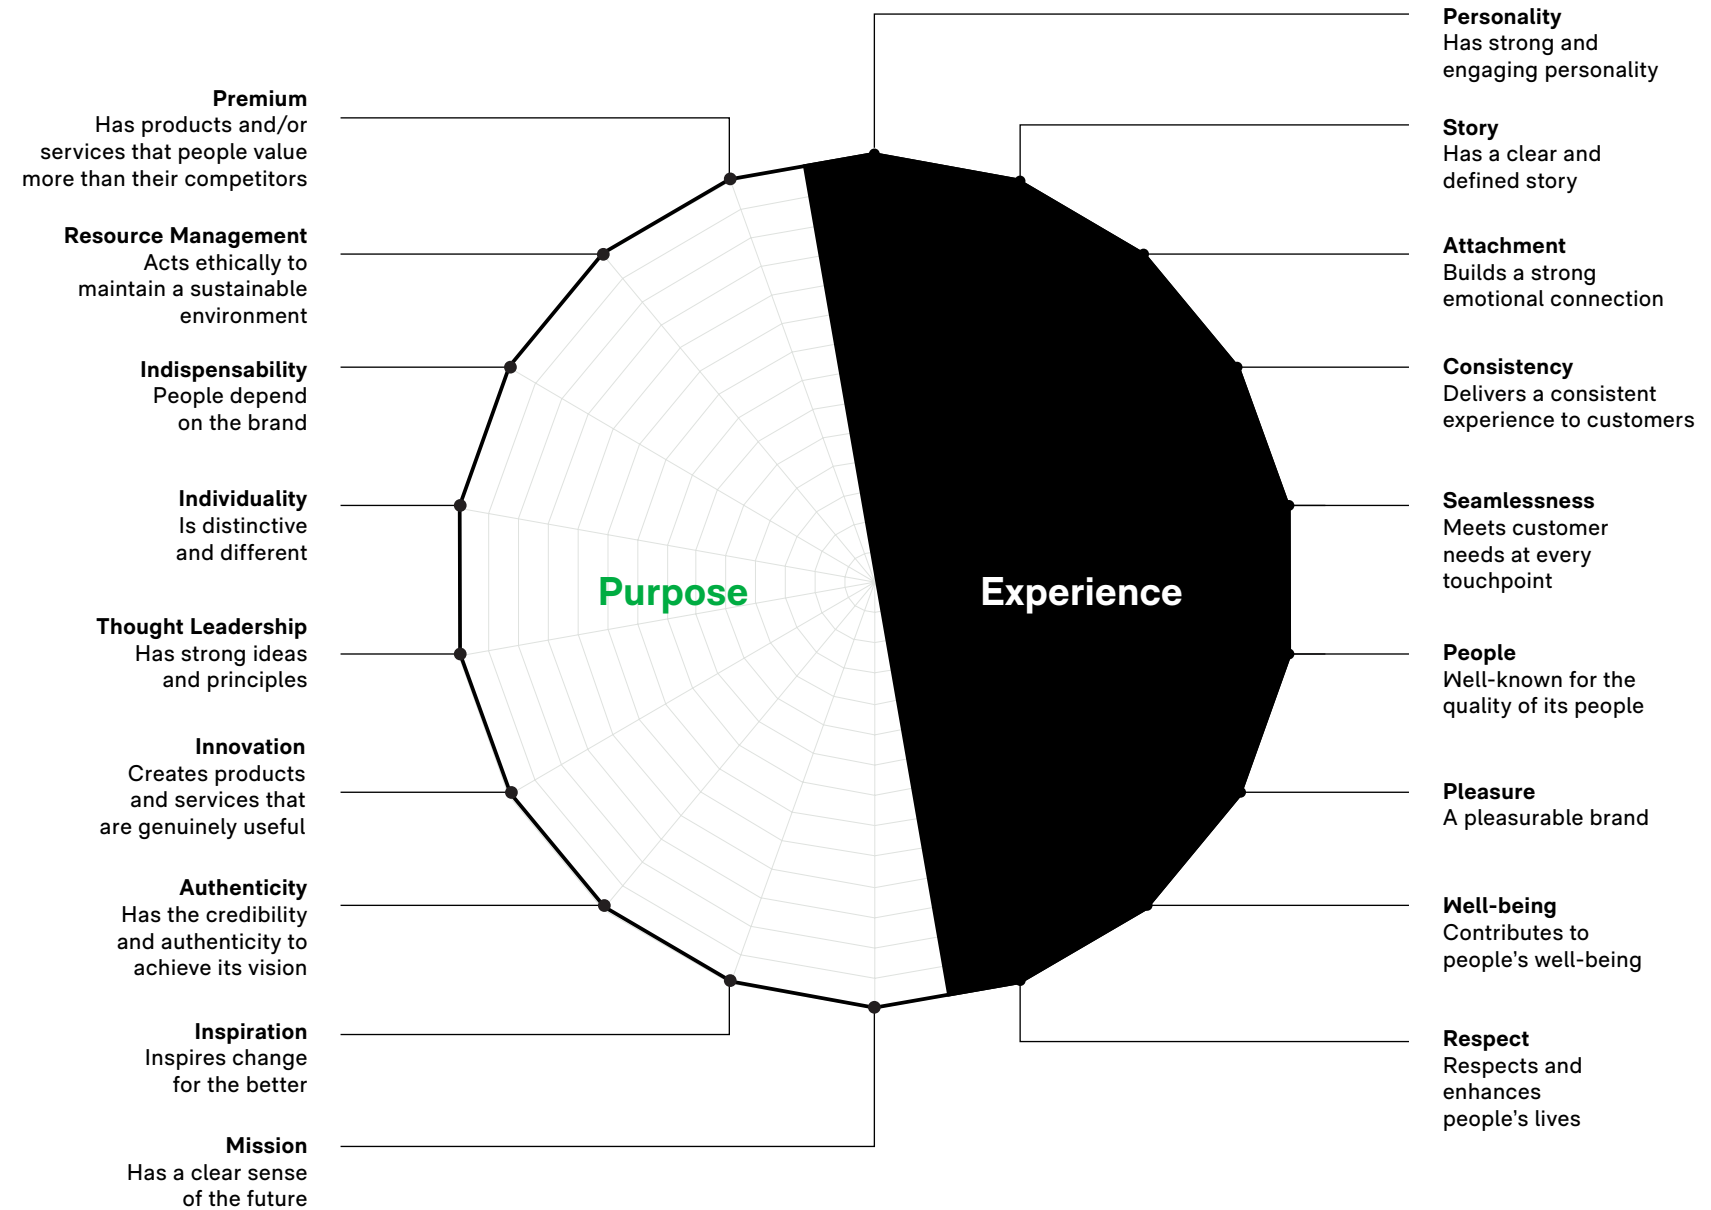 Premium
Has products and/or
services that people value
more than their competitors
Resource Management
Acts ethically to
maintain a sustainable
environment
Indispensability
People depend
on the brand
Individuality
Is distinctive
and different
Thought Leadership
Has strong ideas
and principles
Innovation
Creates products
and services that
are genuinely useful
Authenticity
Has the credibility
and authenticity to
achieve its vision
Inspiration
Inspires change
for the better
Mission
Has a clear sense
of the future
Purpose
Experience
Personality
Has strong and
engaging personality
Story
Has a clear and
defined story
Attachment
Builds a strong
emotional connection
Consistency
Delivers a consistent
experience to customers
Seamlessness
Meets customer
needs at every
touchpoint
People
Well-known for the
quality of its people
Pleasure
A pleasurable brand
Well-being
Contributes to
people’s well-being
Respect
Respects and
enhances
people’s lives